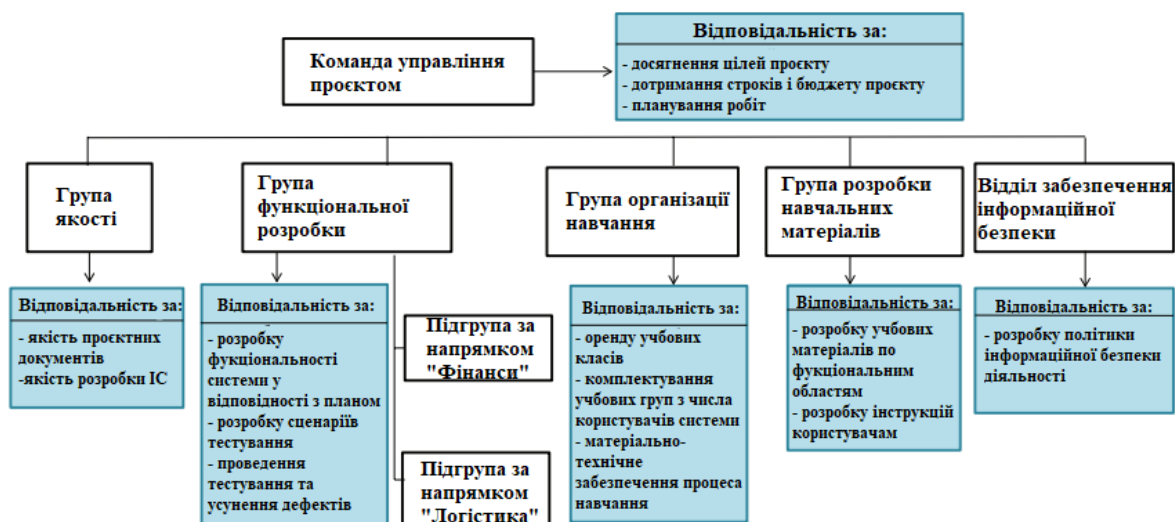 Команда управління
проєктом
Відповідальність за:
- досягнення цілей проєкту
- дотримання строків і бюджету проєкту
- планування робіт
Група
якості
Група
функціональної
розробки
Група організації
навчання
Група розробки
навчальних
матеріалів
Відділ забезпечення
інформаційної
безпеки
Відповідальність за:
- якість проєктних
документів
-якість розробки ІС
Відповідальність за:
- розробку
фукціональності
системи у
відповідності з планом
- розробку сценаріїв
тестування
- проведення
тестування та
усунення дефектів
Підгрупа за
напрямком
"Фінанси"
Підгрупа за
напрямком
"Логістика"
Відповідальність за:
- оренду учбових
класів
- комплектування
учбових груп з числа
користувачів системи
- матеріально-
технічне
забезпечення процеса
навчання
Відповідальність за:
- розробку учбових
матеріалів по
фукціональним
областям
- розробку інструкцій
користувачам
Відповідальність за:
- розробку політики
інформаційної безпеки
діяльності